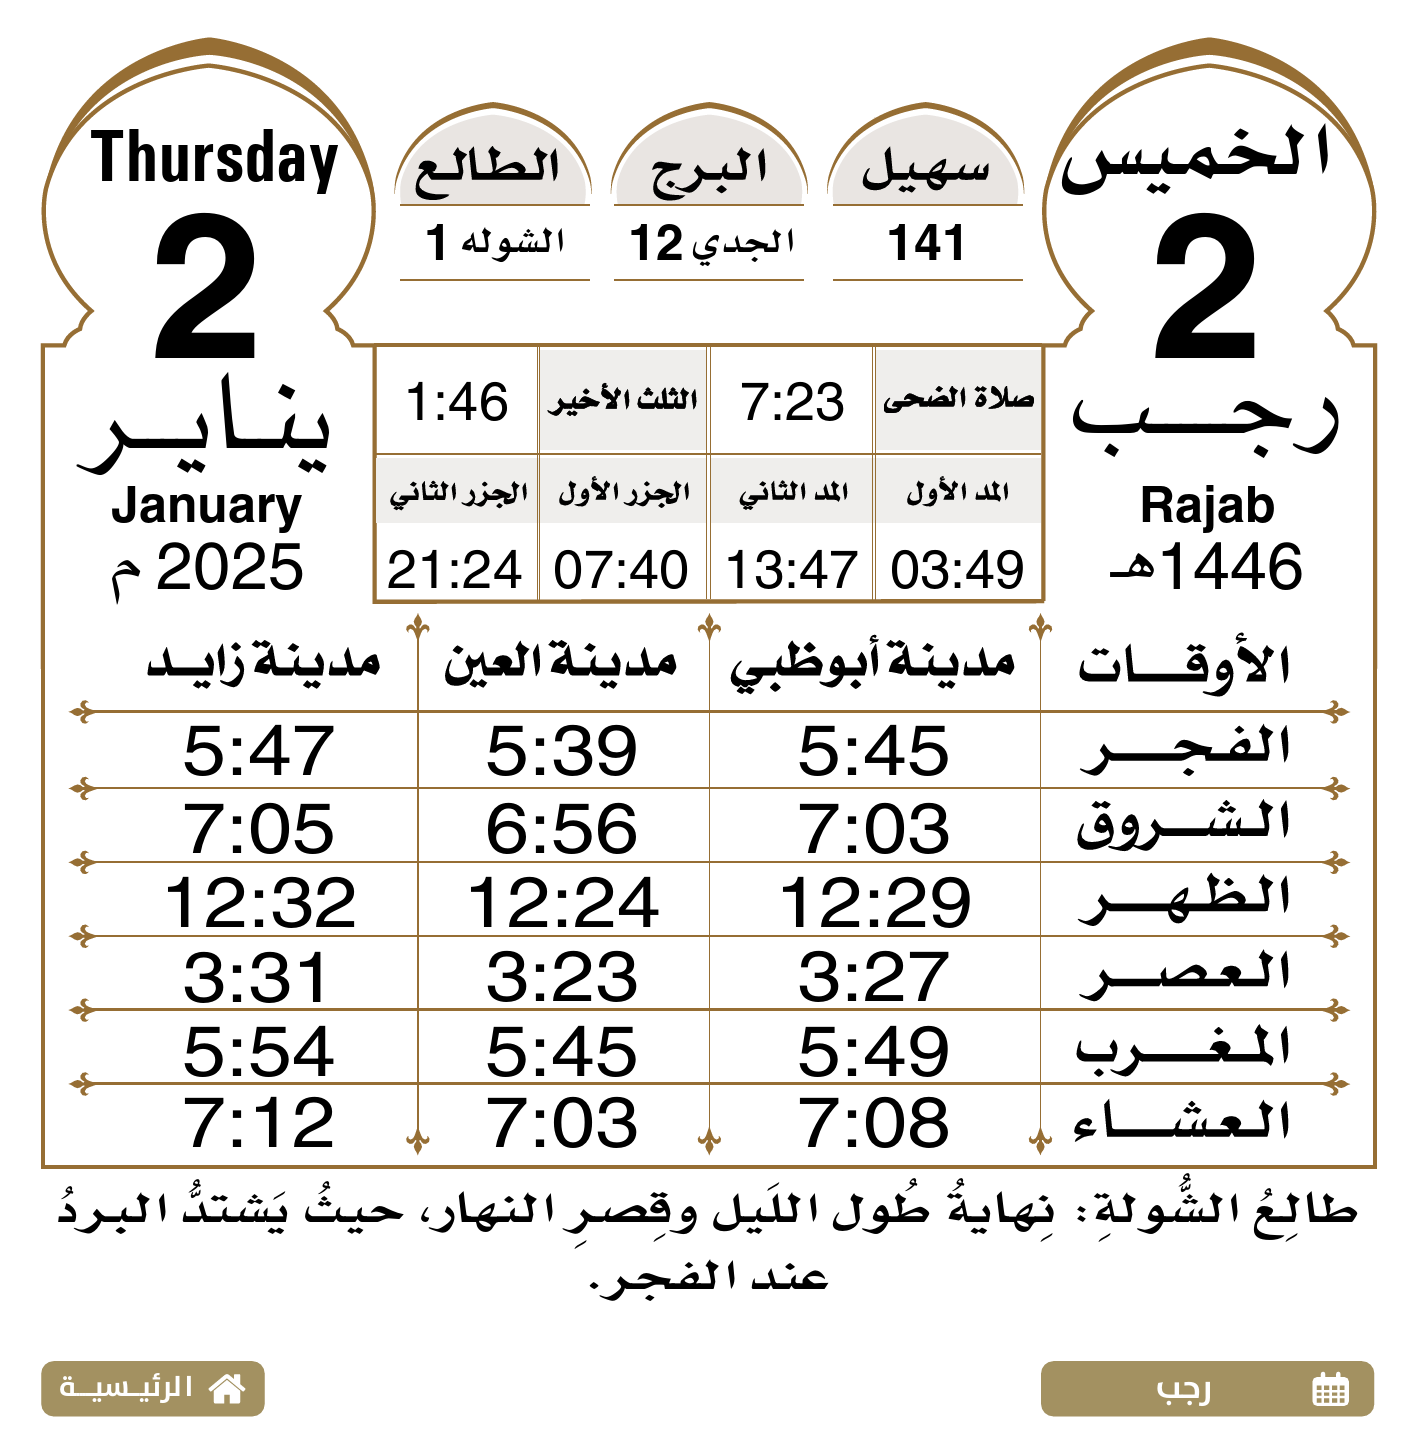 الخميس
2
رجب
Rajab
1446هـ
سهيل
141
البرج
الجدي 12
الطالع
الشوله 1
Thursday
2
يناير
January
2025 م
صلاة الضحى 7:23 الثلث الأخير 1:46
المد الأول المد الثاني الجزر الأول الجزر الثاني
03:49 13:47 07:40 21:24
الأوقات مدينة أبوظبي مدينة العين مدينة زايد
الفجر 5:45 5:39 5:47
الشروق 7:03 6:56 7:05
الظهر 12:29 12:24 12:32
العصر 3:27 3:23 3:31
المغرب 5:49 5:45 5:54
العشاء 7:08 7:03 7:12
طالِعُ الشُّولةِ: نِهايةُ طُول اللَيل وقِصرِ النهار، حيثُ يَشتدُّ البردُ
عند الفجر.
رجب
الرئيسية